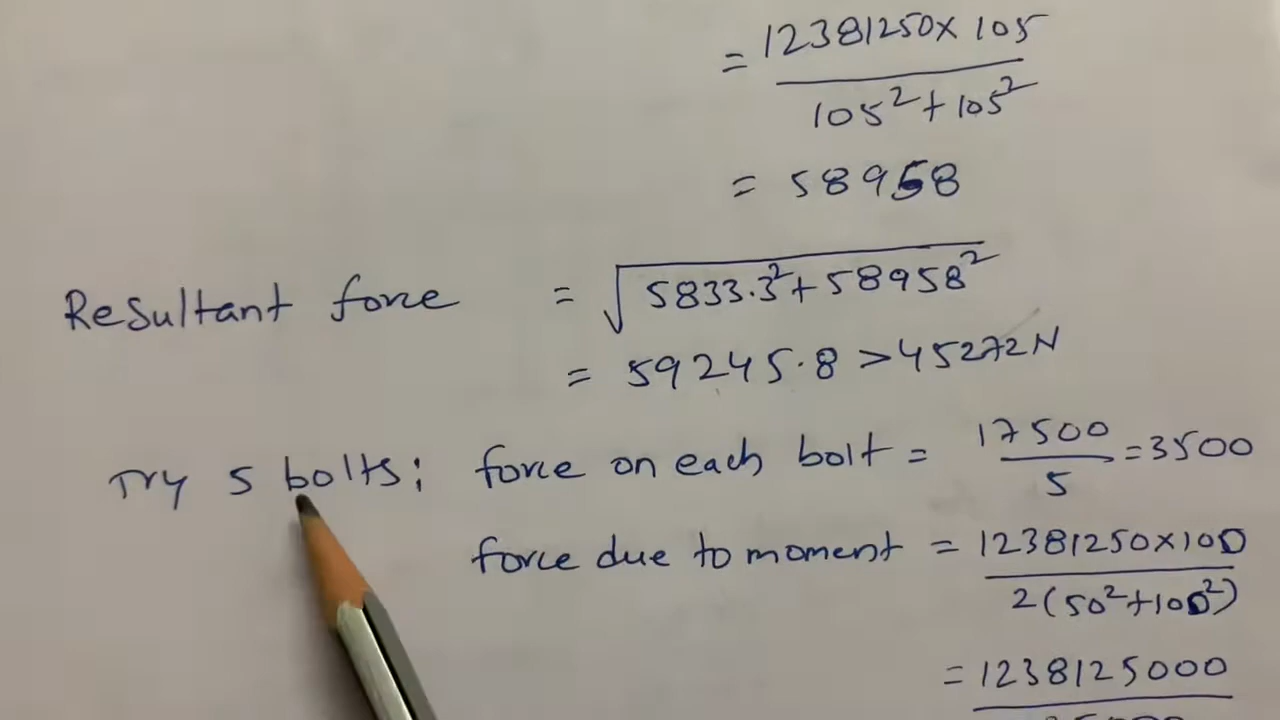 = 12381250 × 105 / 105² + 105²
= 58958
Resultant force = √5833.3² + 58958²
= 59245.8 > 45272N
Try 5 bolts; force on each bolt = 17500 / 5 = 3500
force due to moment = 12381250 × 100 / 2(50² + 100²)
= 1238125000